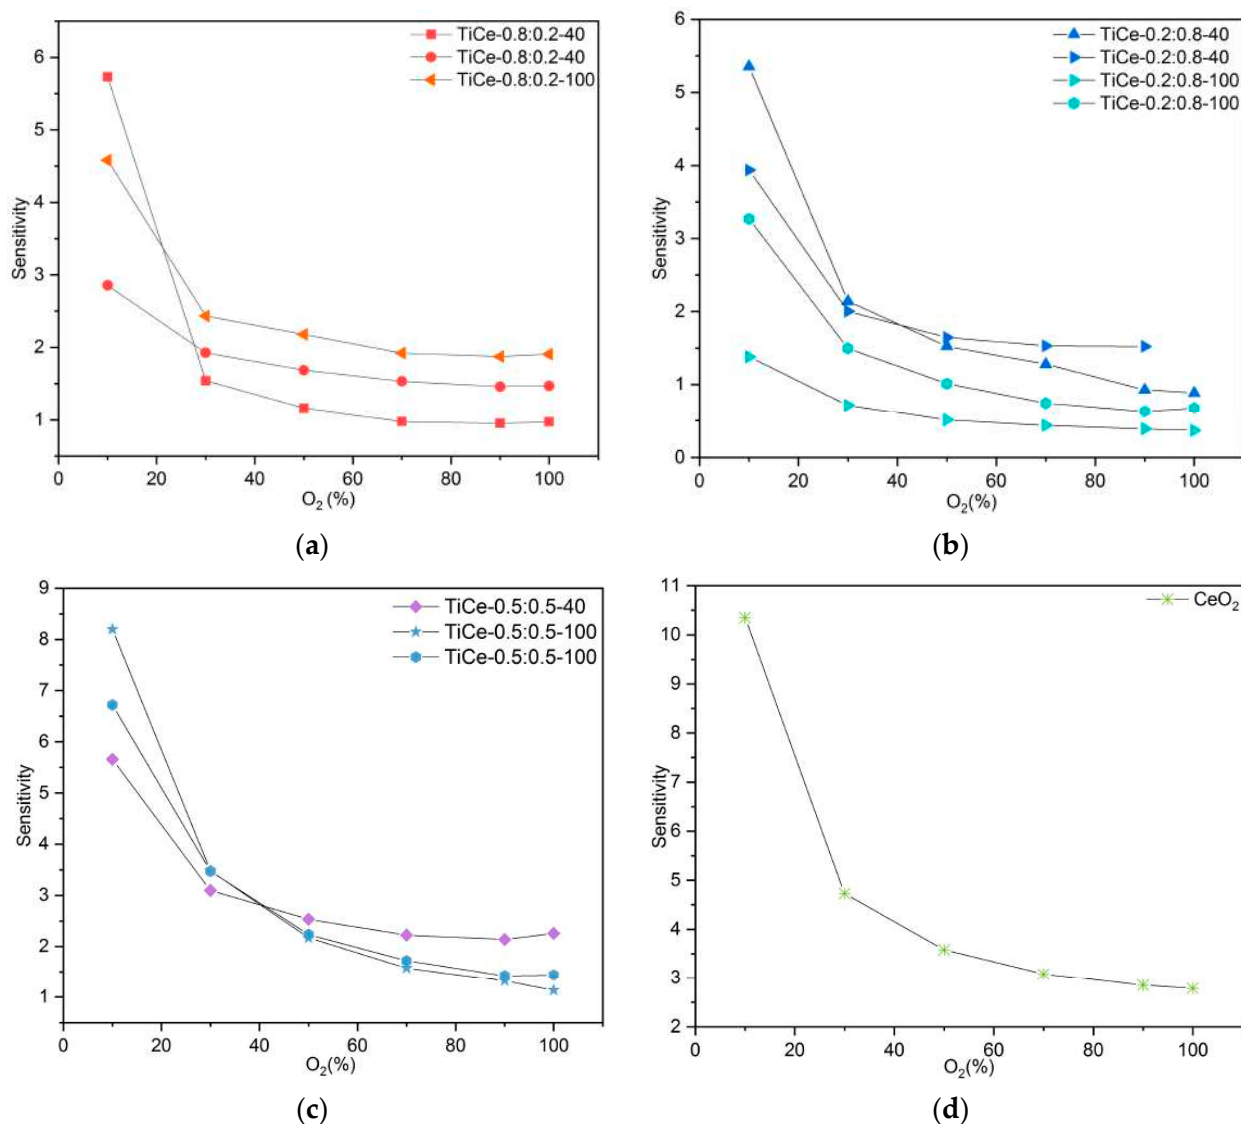 TiCe-0.8:0.2-40
TiCe-0.8:0.2-40
TiCe-0.8:0.2-100
6
5
4
3
2
1
Sensitivity
0 20 40 60 80 100
O₂ (%)
(a)
TiCe-0.2:0.8-40
TiCe-0.2:0.8-40
TiCe-0.2:0.8-100
TiCe-0.2:0.8-100
6
5
4
3
2
1
0
Sensitivity
0 20 40 60 80 100
O₂(%)
(b)
TiCe-0.5:0.5-40
TiCe-0.5:0.5-100
TiCe-0.5:0.5-100
9
8
7
6
5
4
3
2
1
Sensitivity
0 20 40 60 80 100
O₂(%)
(c)
CeO₂
11
10
9
8
7
6
5
4
3
2
Sensitivity
0 20 40 60 80 100
O₂(%)
(d)